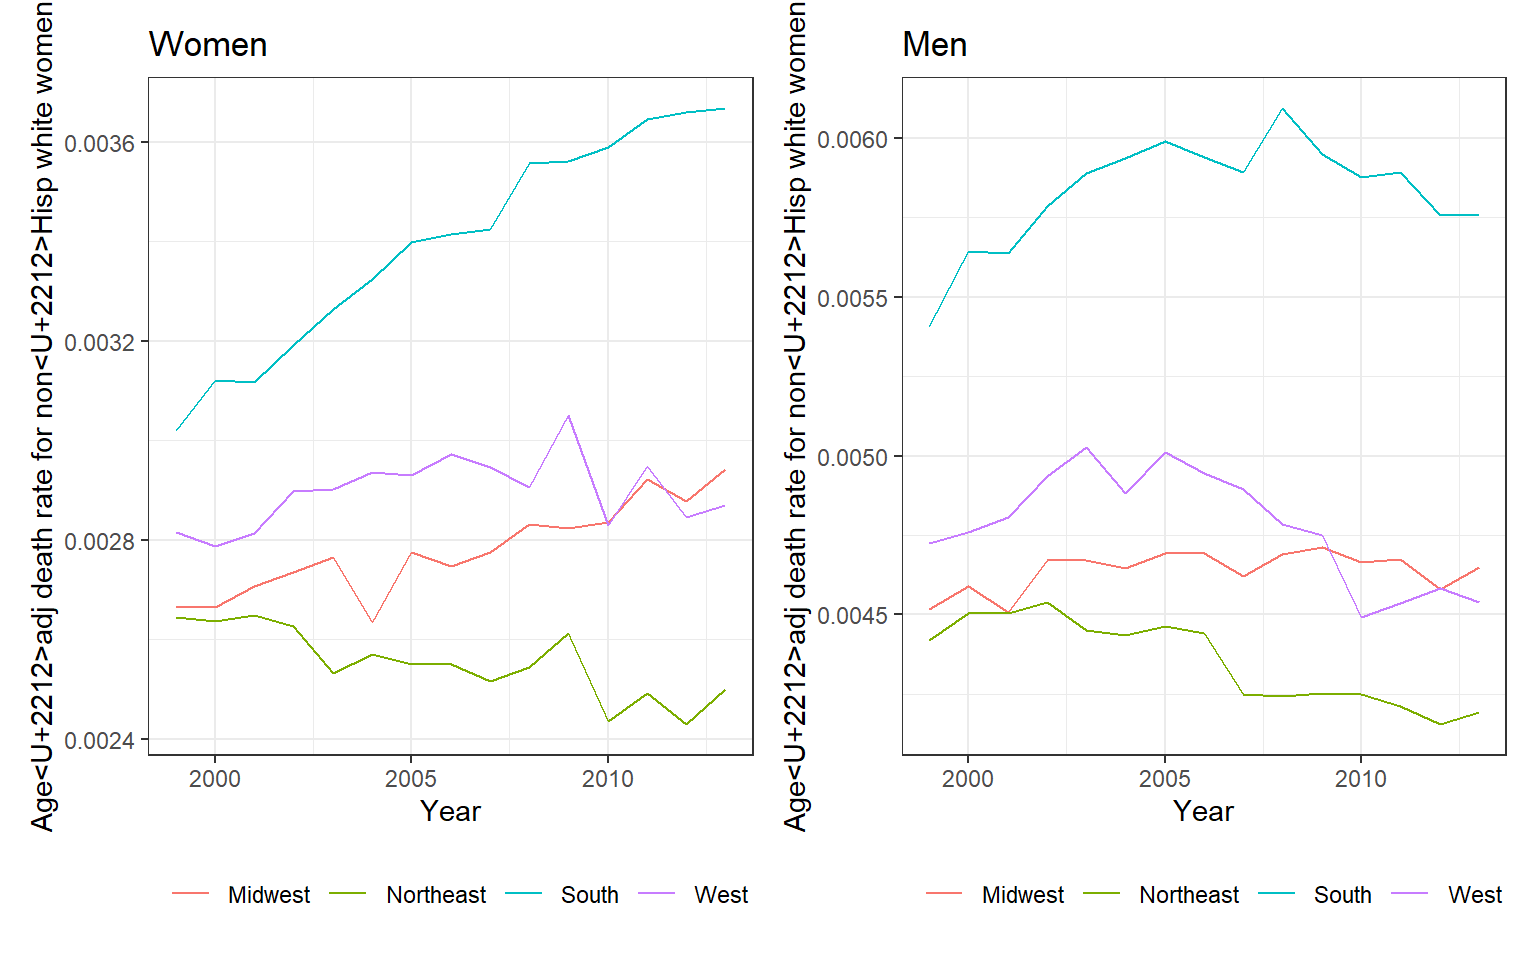 Women
Age<U+2212>adj death rate for non<U+2212>Hisp white women
0.0036
0.0032
0.0028
0.0024
2000 2005 2010
Year
Midwest Northeast South West
Men
Age<U+2212>adj death rate for non<U+2212>Hisp white women
0.0060
0.0055
0.0050
0.0045
2000 2005 2010
Year
Midwest Northeast South West